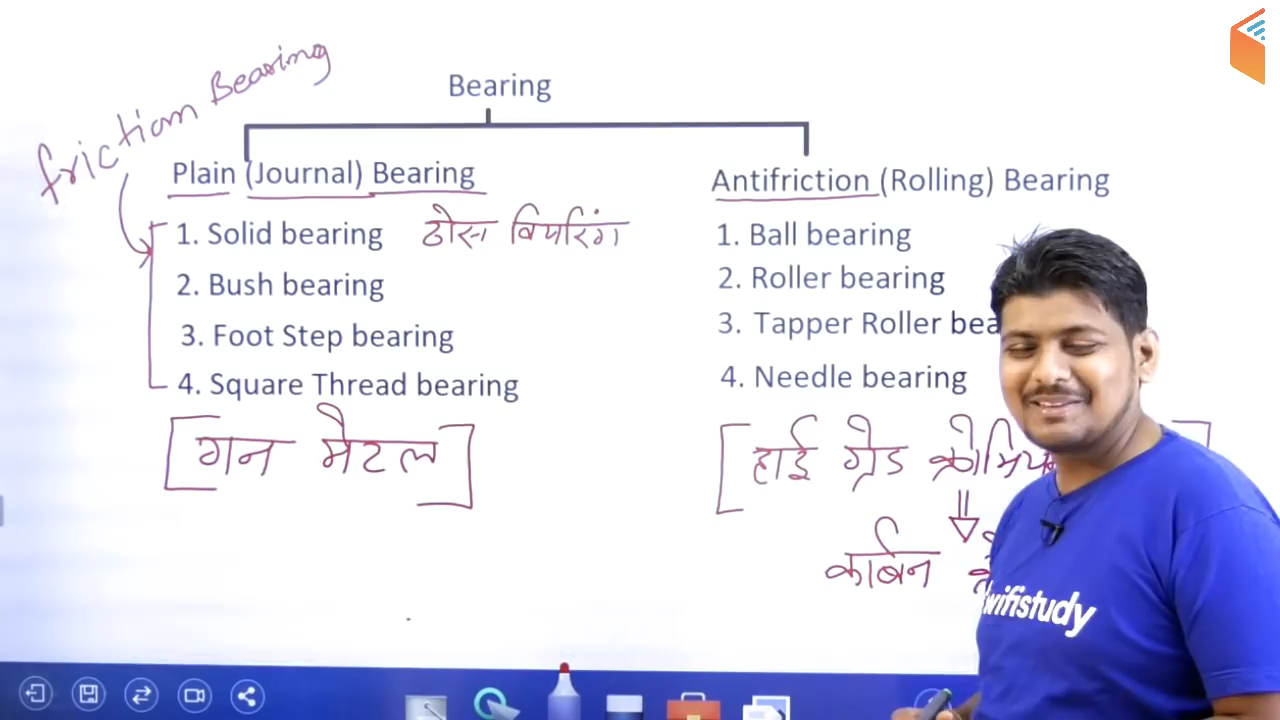 friction Bearing
Bearing
Plain (Journal) Bearing
1. Solid bearing ठोस बियरिंग
2. Bush bearing
3. Foot Step bearing
4. Square Thread bearing
[गन मैटल]
Antifriction (Rolling) Bearing
1. Ball bearing
2. Roller bearing
3. Tapper Roller bea
4. Needle bearing
[हाई ग्रेड क्रोमिय
कार्बन
wifistudy